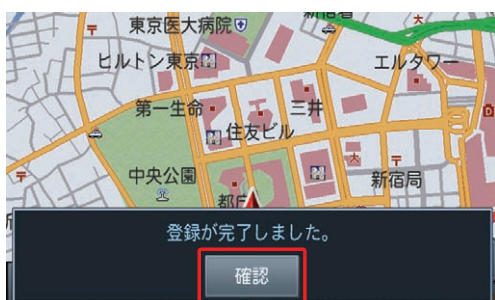 東京医大病院
ヒルトン東京
エルタワー
第一生命
三井
住友ビル
中央公園
新宿局
都庁
登録が完了しました。
確認